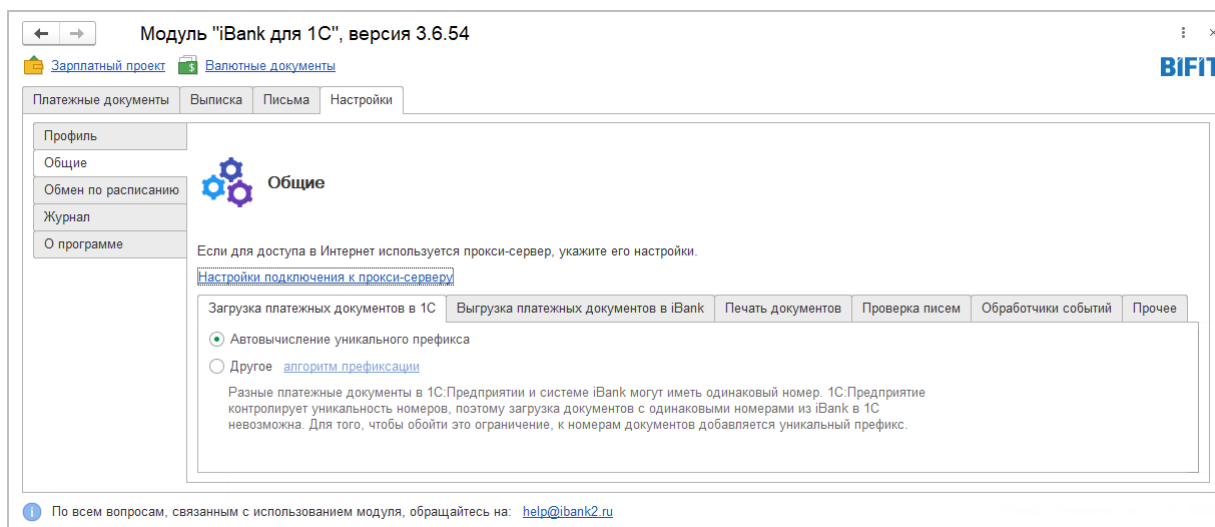 Модуль "iBank для 1С", версия 3.6.54
Зарплатный проект Валютные документы
BIFIT
Платежные документы Выписка Письма Настройки
Профиль
Общие
Обмен по расписанию
Журнал
О программе
Общие
Если для доступа в Интернет используется прокси-сервер, укажите его настройки.
Настройки подключения к прокси-серверу
Загрузка платежных документов в 1С Выгрузка платежных документов в iBank Печать документов Проверка писем Обработчики событий Прочее
Автовычисление уникального префикса
Другое алгоритм префиксации
Разные платежные документы в 1С:Предприятии и системе iBank могут иметь одинаковый номер. 1С:Предприятие
контролирует уникальность номеров, поэтому загрузка документов с одинаковыми номерами из iBank в 1С
невозможна. Для того, чтобы обойти это ограничение, к номерам документов добавляется уникальный префикс.
По всем вопросам, связанным с использованием модуля, обращайтесь на: help@ibank2.ru